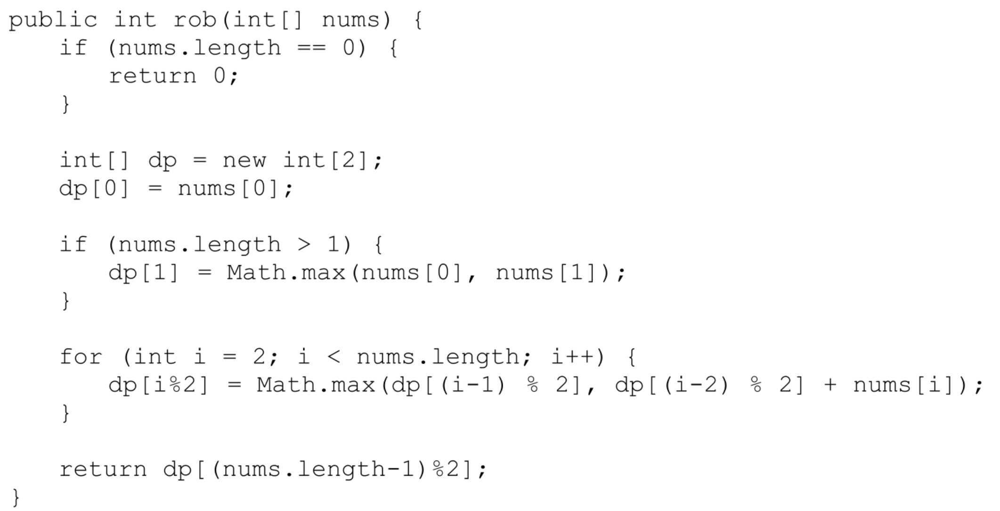 public int rob(int[] nums) {
    if (nums.length == 0) {
        return 0;
    }

    int[] dp = new int[2];
    dp[0] = nums[0];

    if (nums.length > 1) {
        dp[1] = Math.max(nums[0], nums[1]);
    }

    for (int i = 2; i < nums.length; i++) {
        dp[i%2] = Math.max(dp[(i-1) % 2], dp[(i-2) % 2] + nums[i]);
    }

    return dp[(nums.length-1)%2];
}